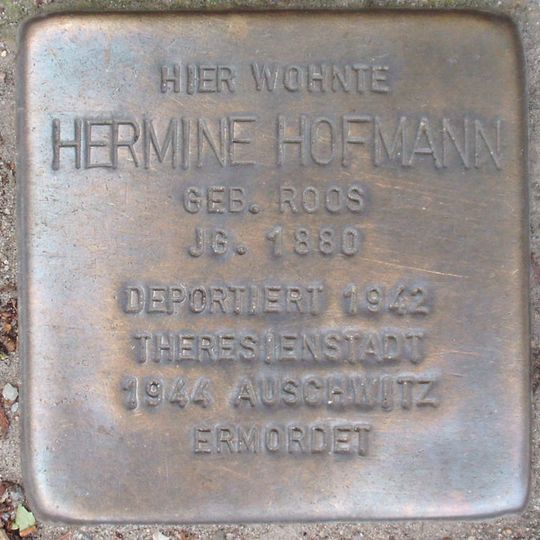 HIER WOHNTE
HERMINE HOFMANN
GEB. ROOS
JG. 1880
DEPORTIERT 1942
THERESIENSTADT
1944 AUSCHWITZ
ERMORDET